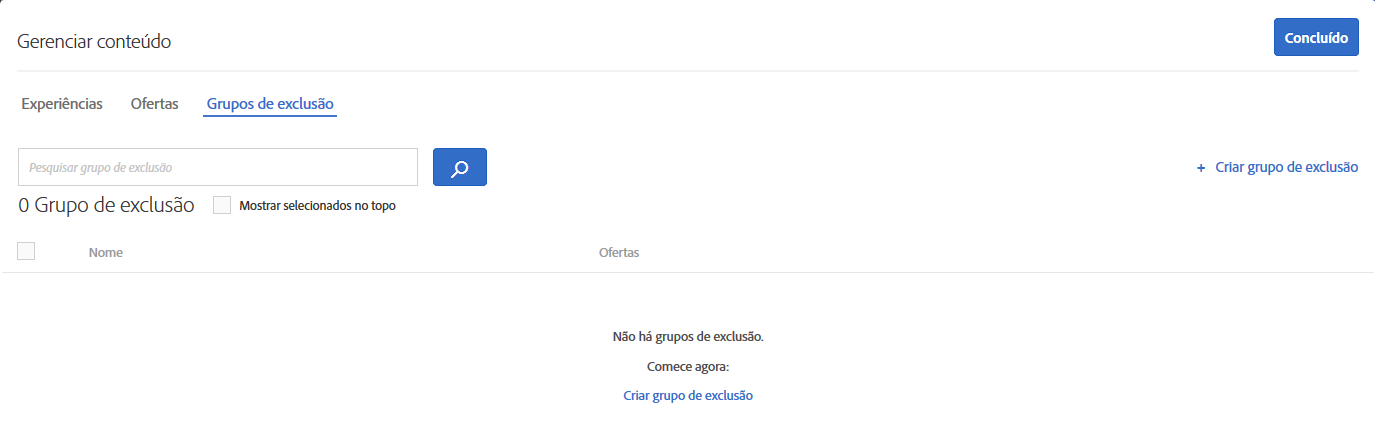 Gerenciar conteúdo
Concluído
Experiências Ofertas Grupos de exclusão
Pesquisar grupo de exclusão
+ Criar grupo de exclusão
0 Grupo de exclusão
Mostrar selecionados no topo
Nome Ofertas
Não há grupos de exclusão.
Comece agora:
Criar grupo de exclusão